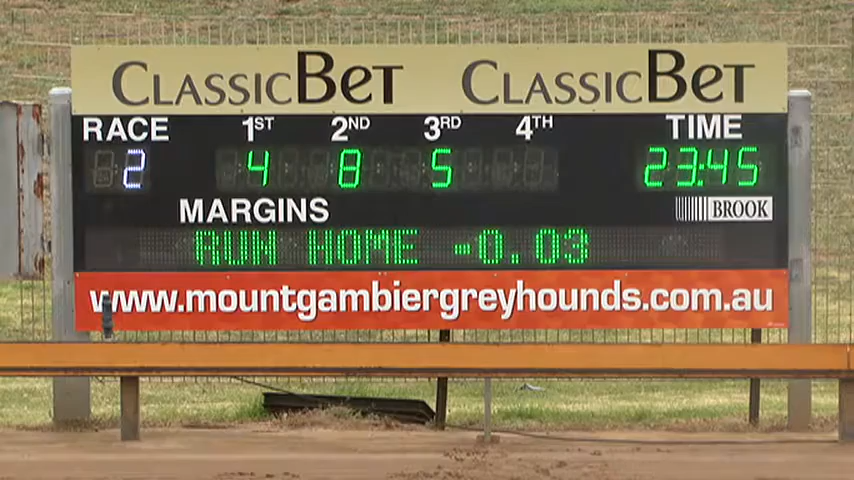 CLASSICBET CLASSICBET
RACE 1ST 2ND 3RD 4TH TIME
2 4 8 5 23:45
MARGINS BROOK
RUN HOME -0.03
www.mountgambiergreyhounds.com.au